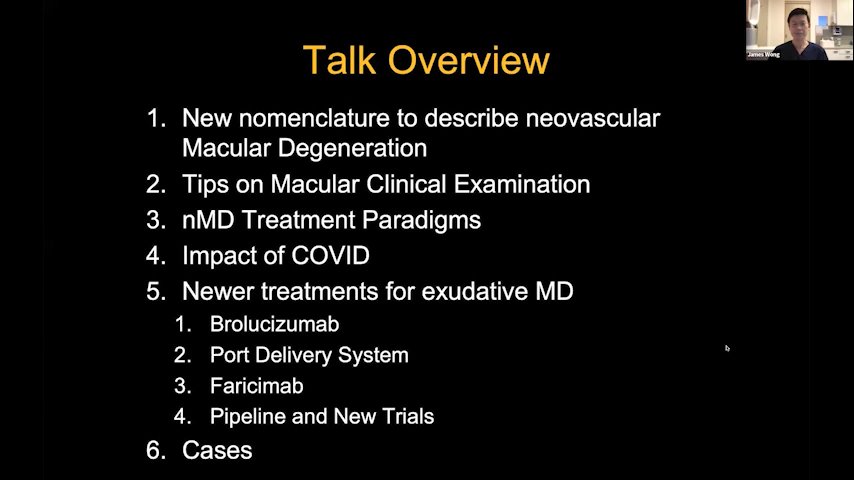 Talk Overview
James Wong
1. New nomenclature to describe neovascular
Macular Degeneration
2. Tips on Macular Clinical Examination
3. nMD Treatment Paradigms
4. Impact of COVID
5. Newer treatments for exudative MD
1. Brolucizumab
2. Port Delivery System
3. Faricimab
4. Pipeline and New Trials
6. Cases